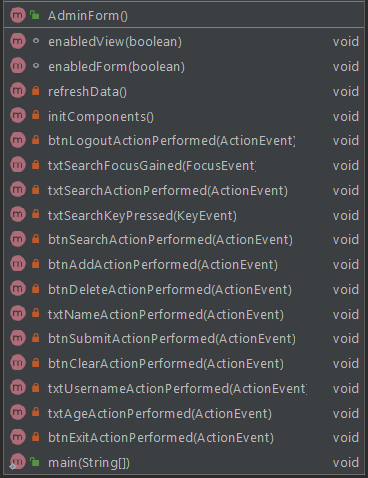 AdminForm()
enabledView(boolean) void
enabledForm(boolean) void
refreshData() void
initComponents() void
btnLogoutActionPerformed(ActionEvent) void
txtSearchFocusGained(FocusEvent) void
txtSearchActionPerformed(ActionEvent) void
txtSearchKeyPressed(KeyEvent) void
btnSearchActionPerformed(ActionEvent) void
btnAddActionPerformed(ActionEvent) void
btnDeleteActionPerformed(ActionEvent) void
txtNameActionPerformed(ActionEvent) void
btnSubmitActionPerformed(ActionEvent) void
btnClearActionPerformed(ActionEvent) void
txtUsernameActionPerformed(ActionEvent) void
txtAgeActionPerformed(ActionEvent) void
btnExitActionPerformed(ActionEvent) void
main(String[]) void